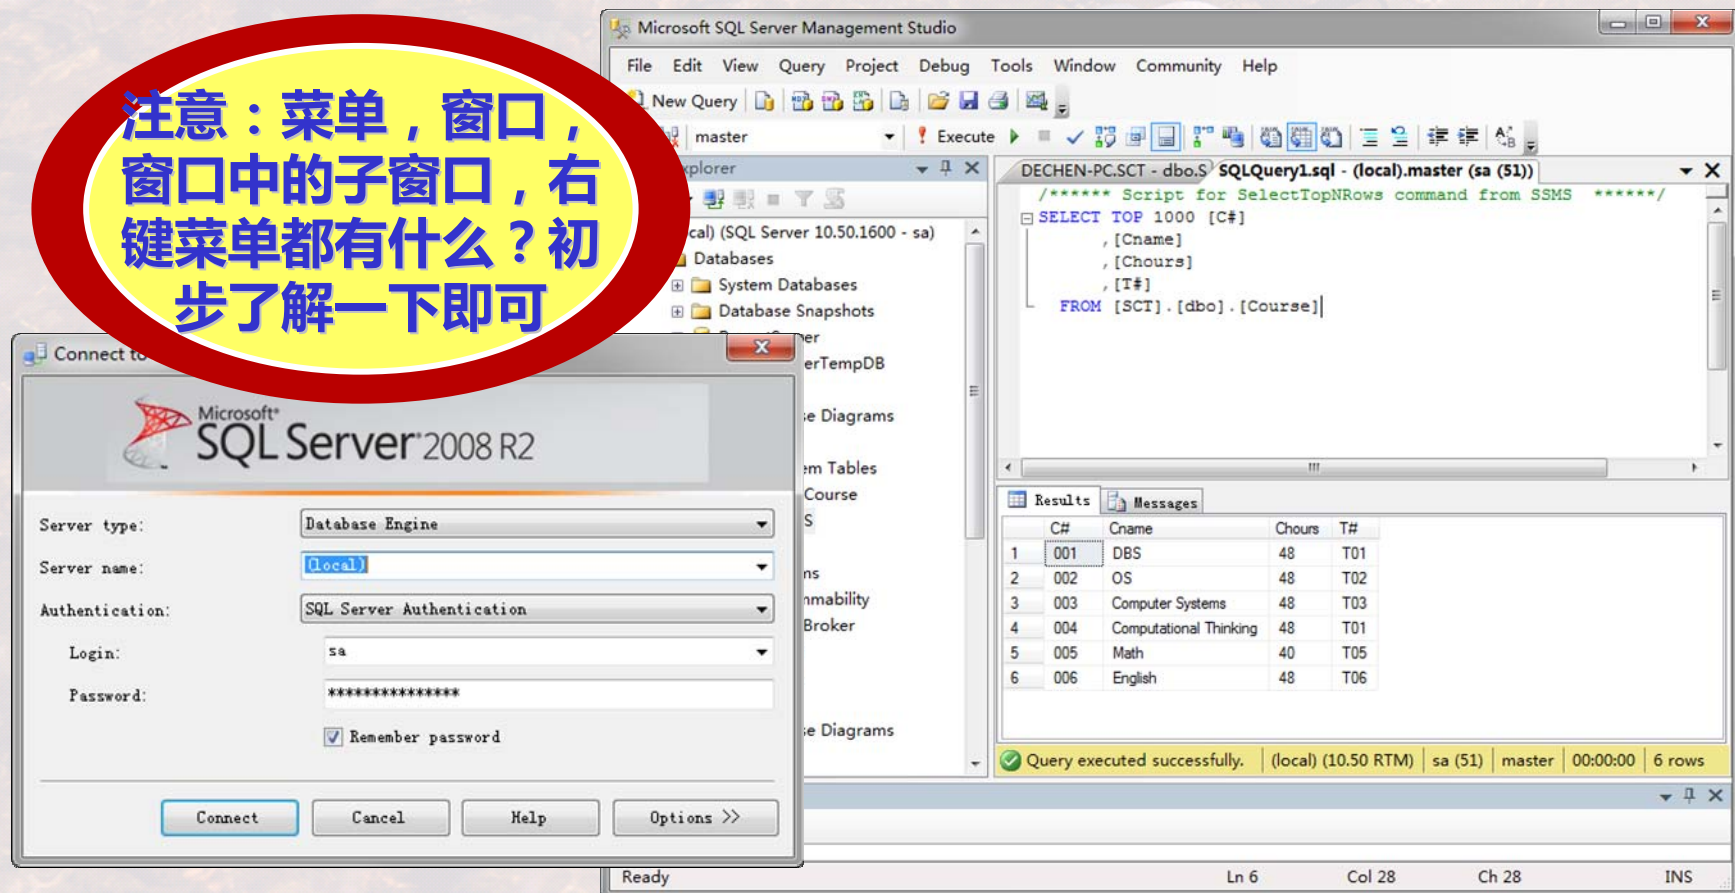 注意：菜单，窗口，
窗口中的子窗口，右
键菜单都有什么？初
步了解一下即可
Microsoft SQL Server Management Studio
File Edit View Query Project Debug Tools Window Community Help
New Query
master Execute
DECHEN-PC.SCT - dbo.S SQLQuery1.sql - (local).master (sa (51))
/****** Script for SelectTopNRows command from SSMS ******/
SELECT TOP 1000 [C#]
,[Cname]
,[Chours]
,[T#]
FROM [SCT].[dbo].[Course]
(SQL Server 10.50.1600 - sa)
Databases
System Databases
Database Snapshots
erTempDB
Diagrams
Tables
Course
Broker
Diagrams
Results Messages
C# Cname Chours T#
1 001 DBS 48 T01
2 002 OS 48 T02
3 003 Computer Systems 48 T03
4 004 Computational Thinking 48 T01
5 005 Math 40 T05
6 006 English 48 T06
Query executed successfully. (local) (10.50 RTM) sa (51) master 00:00:00 6 rows
Ready Ln 6 Col 28 Ch 28 INS
Connect to
Microsoft®
SQL Server® 2008 R2
Server type: Database Engine
Server name: (local)
Authentication: SQL Server Authentication
Login: sa
Password: ***************
Remember password
Connect Cancel Help Options >>